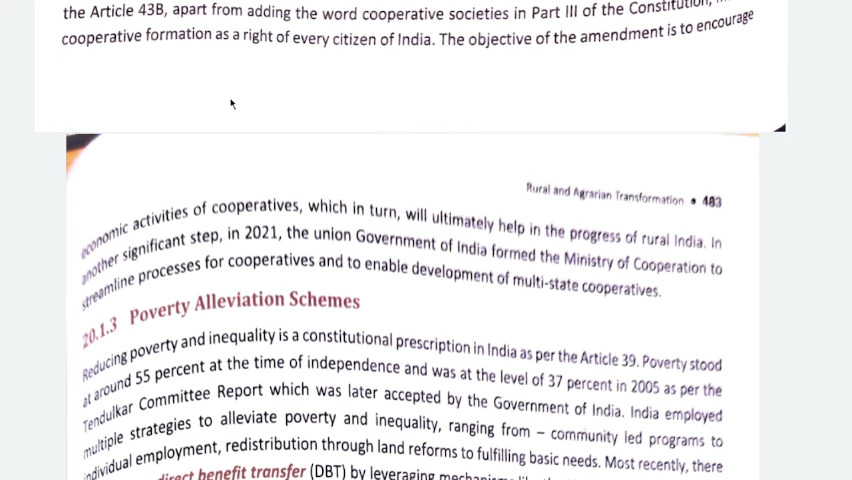 the Article 43B, apart from adding the word cooperative societies in Part III of the Constitution,
cooperative formation as a right of every citizen of India. The objective of the amendment is to encourage
Rural and Agrarian Transformation • 403
economic activities of cooperatives, which in turn, will ultimately help in the progress of rural India. In
another significant step, in 2021, the union Government of India formed the Ministry of Cooperation to
streamline processes for cooperatives and to enable development of multi-state cooperatives.
20.1.3 Poverty Alleviation Schemes
Reducing poverty and inequality is a constitutional prescription in India as per the Article 39. Poverty stood
at around 55 percent at the time of independence and was at the level of 37 percent in 2005 as per the
Tendulkar Committee Report which was later accepted by the Government of India. India employed
multiple strategies to alleviate poverty and inequality, ranging from – community led programs to
individual employment, redistribution through land reforms to fulfilling basic needs. Most recently, there
direct benefit transfer (DBT) by leveraging